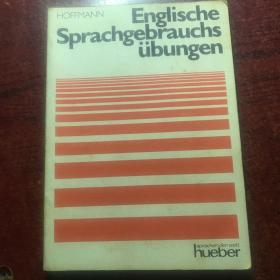 HOFFMANN
Englische
Sprachgebrauchs
übungen
sprachen der welt
hueber